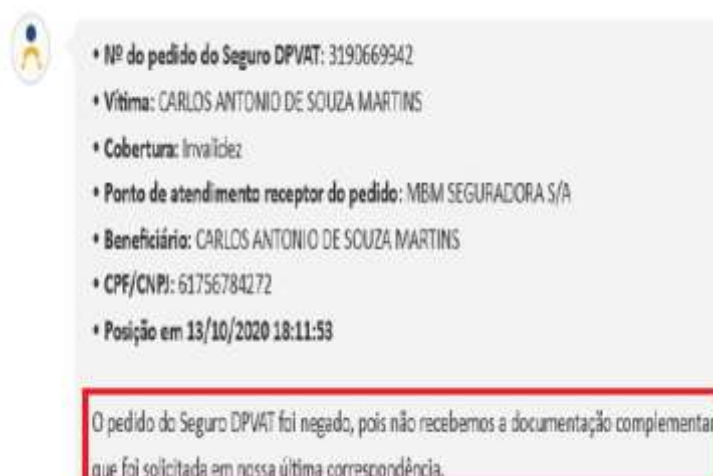 • Nº do pedido do Seguro DPVAT: 3190669942
• Vítima: CARLOS ANTONIO DE SOUZA MARTINS
• Cobertura: Invalidez
• Ponto de atendimento receptor do pedido: MBM SEGURADORA S/A
• Beneficiário: CARLOS ANTONIO DE SOUZA MARTINS
• CPF/CNPJ: 61756784272
• Posição em 13/10/2020 18:11:53
O pedido do Seguro DPVAT foi negado, pois não recebemos a documentação complementar
que foi solicitada em nossa última correspondência.